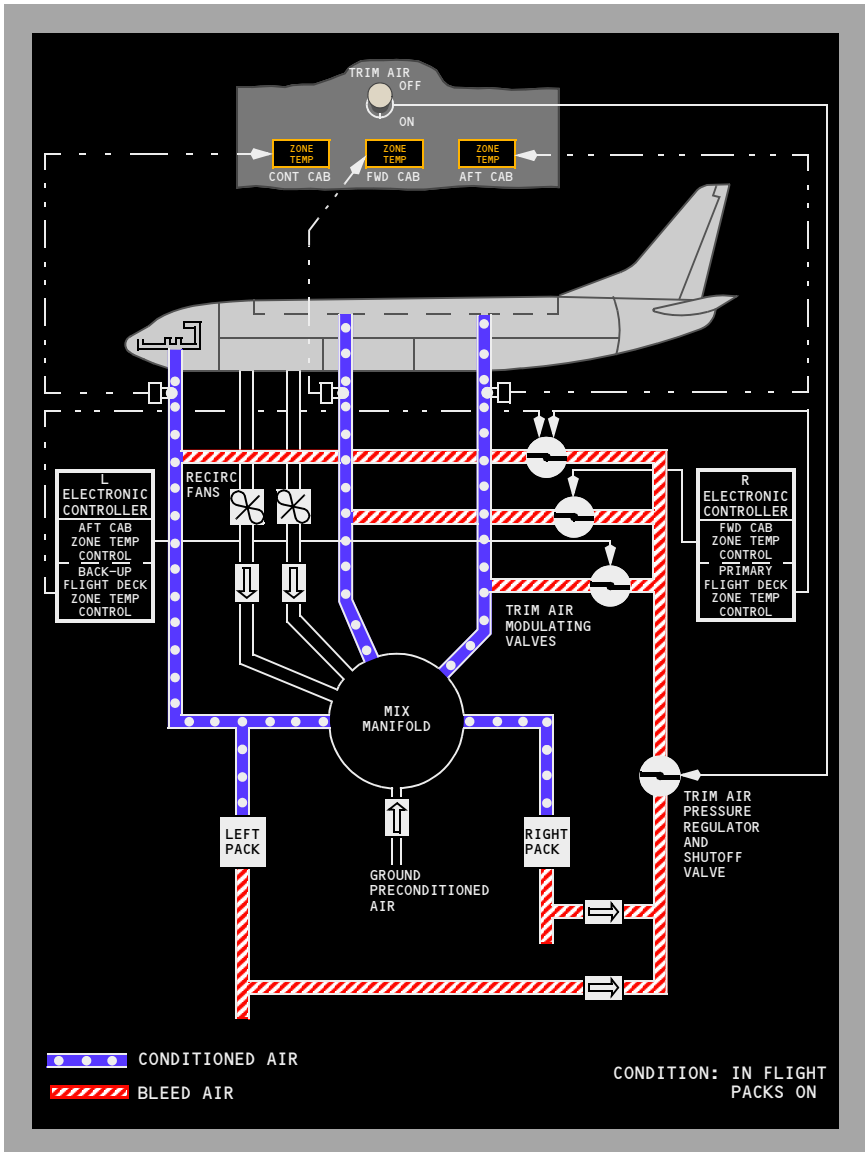 TRIM AIR
OFF
ON
ZONE
TEMP
ZONE
TEMP
ZONE
TEMP
CONT CAB
FWD CAB
AFT CAB
RECIRC
FANS
L
ELECTRONIC
CONTROLLER
AFT CAB
ZONE TEMP
CONTROL
BACK-UP
FLIGHT DECK
ZONE TEMP
CONTROL
R
ELECTRONIC
CONTROLLER
FWD CAB
ZONE TEMP
CONTROL
PRIMARY
FLIGHT DECK
ZONE TEMP
CONTROL
TRIM AIR
MODULATING
VALVES
MIX
MANIFOLD
LEFT
PACK
RIGHT
PACK
TRIM AIR
PRESSURE
REGULATOR
AND
SHUTOFF
VALVE
GROUND
PRECONDITIONED
AIR
CONDITIONED AIR
BLEED AIR
CONDITION: IN FLIGHT
PACKS ON